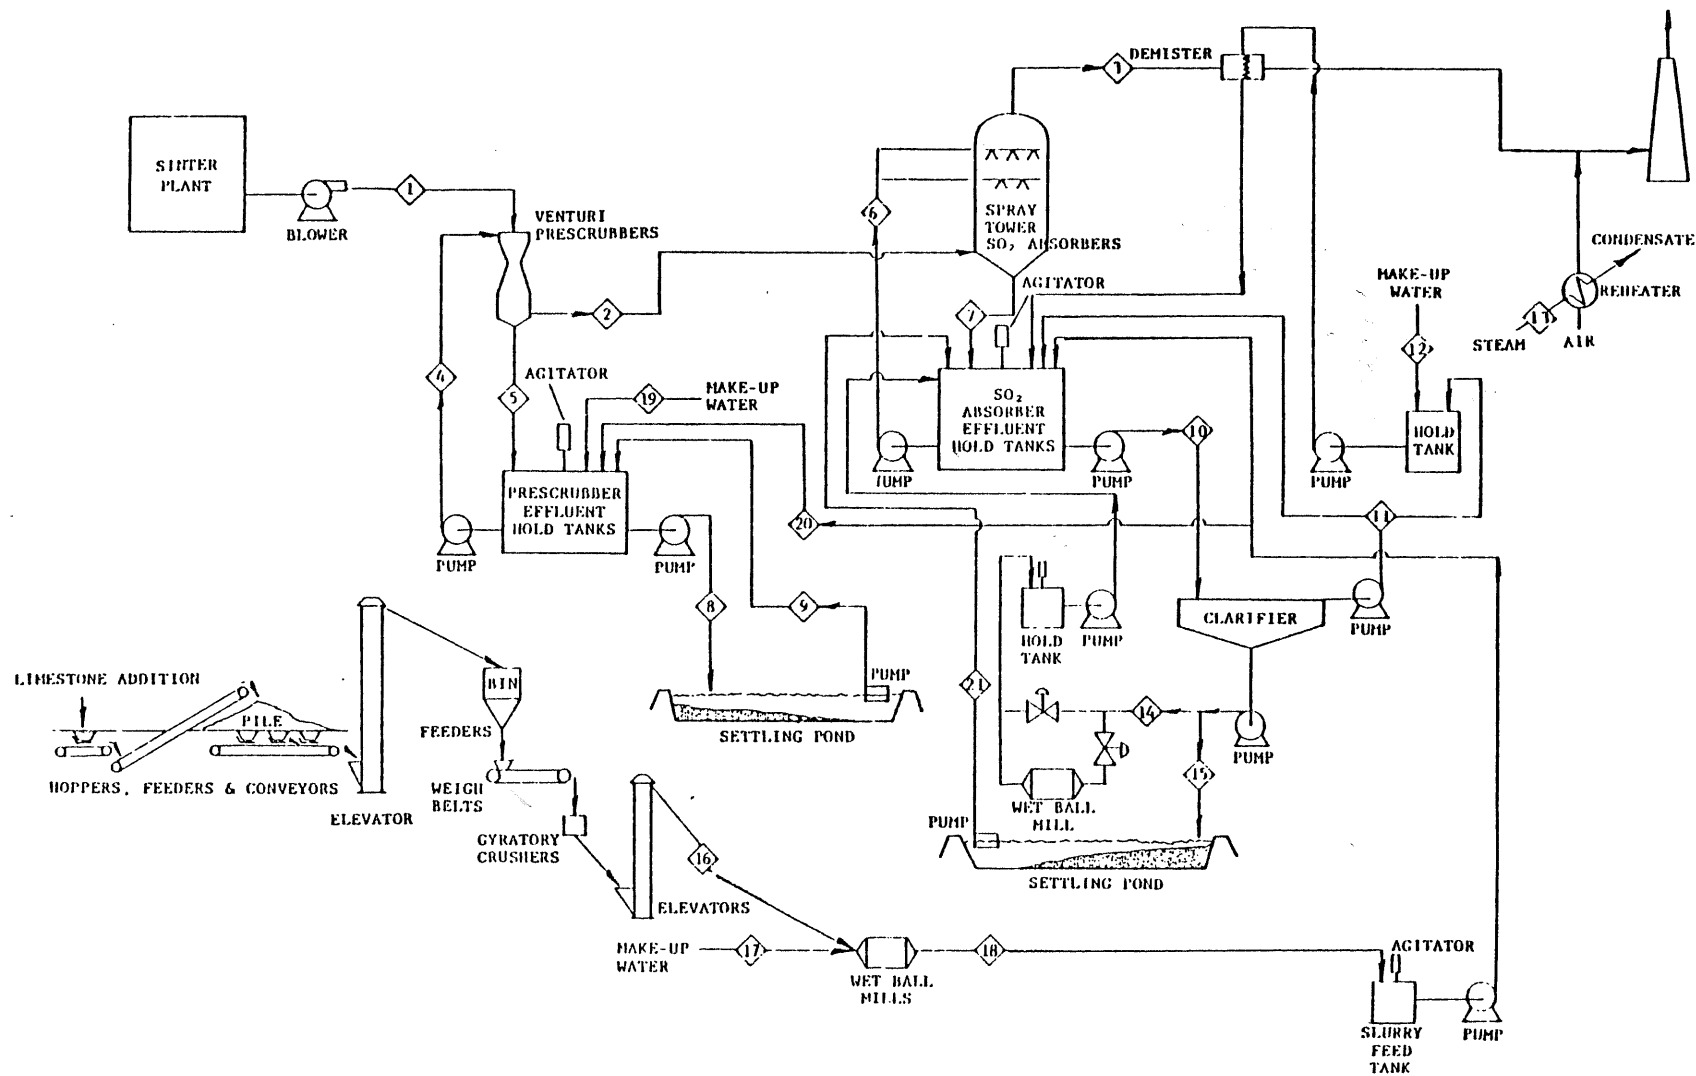 DEMISTER
SINTER
PLANT
1
BLOWER
VENTURI
PRESCRUBBERS
6
SPRAY
TOWER
SO₂ ABSORBERS
CONDENSATE
MAKE-UP
WATER
REHEATER
AGITATOR
2
7
STEAM
AIR
12
4
AGITATOR
5
19
MAKE-UP
WATER
SO₂
ABSORBER
EFFLUENT
HOLD TANKS
10
HOLD
TANK
PUMP
PUMP
PUMP
PRESCRUBBER
EFFLUENT
HOLD TANKS
20
11
PUMP
PUMP
8
9
HOLD
TANK
PUMP
CLARIFIER
PUMP
LIMESTONE ADDITION
PILE
HOPPERS, FEEDERS & CONVEYORS
ELEVATOR
BIN
FEEDERS
WEIGH
BELTS
GYRATORY
CRUSHERS
PUMP
SETTLING POND
21
14
PUMP
15
WET BALL
MILL
PUMP
SETTLING POND
16
ELEVATORS
MAKE-UP
WATER
17
WET BALL
MILLS
18
AGITATOR
SLURRY
FEED
TANK
PUMP